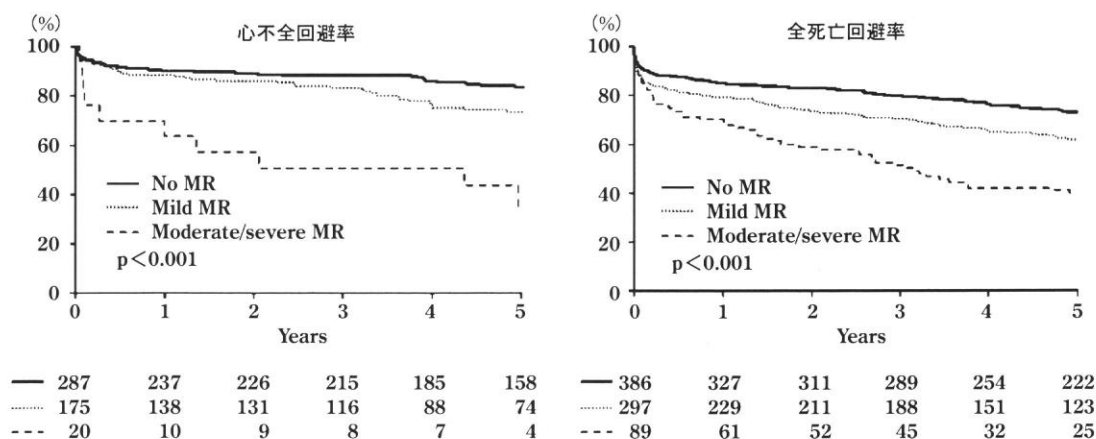 心不全回避率
(%)
100
80
60
40
20
0
No MR
Mild MR
Moderate/severe MR
p<0.001
0 1 2 3 4 5
Years
287 237 226 215 185 158
175 138 131 116 88 74
20 10 9 8 7 4
全死亡回避率
(%)
100
80
60
40
20
0
No MR
Mild MR
Moderate/severe MR
p<0.001
0 1 2 3 4 5
Years
386 327 311 289 254 222
297 229 211 188 151 123
89 61 52 45 32 25